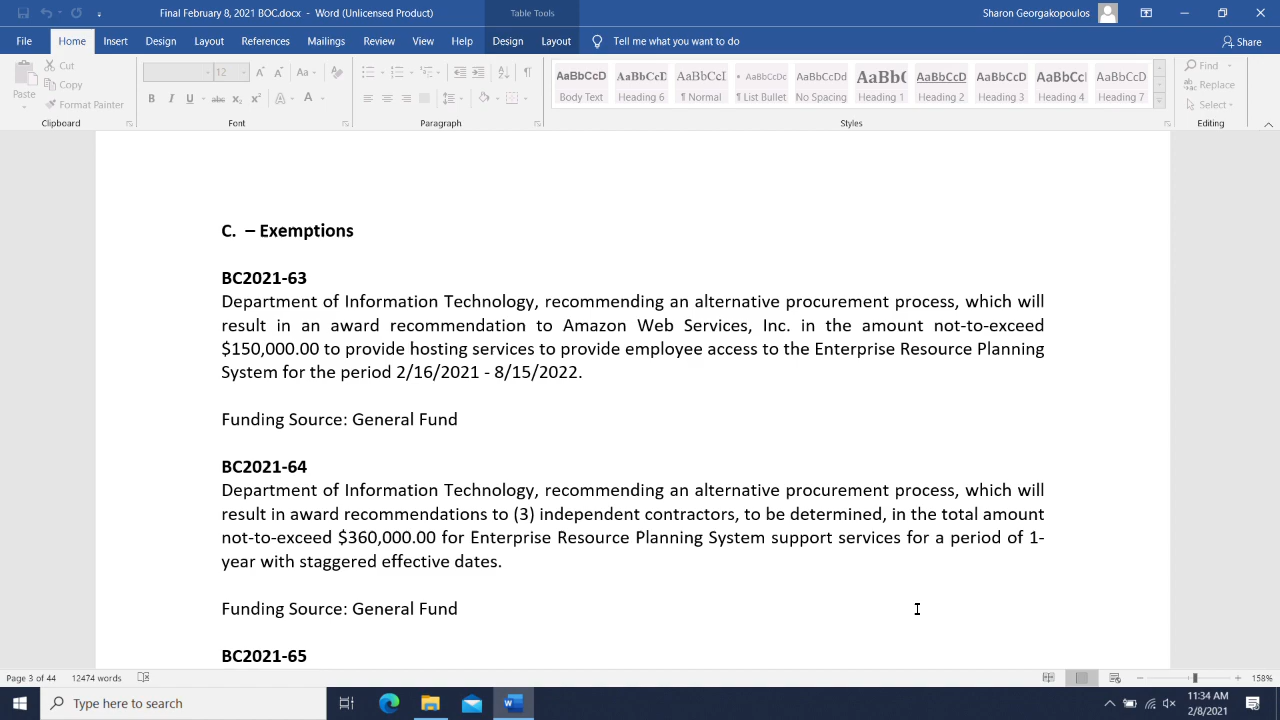 Final February 8, 2021 BOC.docx - Word (Unlicensed Product)
Table Tools
Sharon Georgakopoulos
File Home Insert Design Layout References Mailings Review View Help Design Layout Tell me what you want to do Share
Paste
Cut
Copy
Format Painter
12
Aa
B I U abc x₂ x² A A
AaBbCcD AaBbCcD AaBbCcI AaBbCcDc AaBbCcDd AaBb( AaBbCcD AaBbCcD AaBbCc AaBbCcD
Body Text Heading 6 ¶ Normal ¶ List Bullet No Spacing Heading 1 Heading 2 Heading 3 Heading 4 Heading 7
Find
Replace
Select
Clipboard Font Paragraph Styles Editing
C. – Exemptions
BC2021-63
Department of Information Technology, recommending an alternative procurement process, which will
result in an award recommendation to Amazon Web Services, Inc. in the amount not-to-exceed
$150,000.00 to provide hosting services to provide employee access to the Enterprise Resource Planning
System for the period 2/16/2021 - 8/15/2022.
Funding Source: General Fund
BC2021-64
Department of Information Technology, recommending an alternative procurement process, which will
result in award recommendations to (3) independent contractors, to be determined, in the total amount
not-to-exceed $360,000.00 for Enterprise Resource Planning System support services for a period of 1-
year with staggered effective dates.
Funding Source: General Fund
BC2021-65
Page 3 of 44 12474 words 158%
Type here to search
11:34 AM
2/8/2021